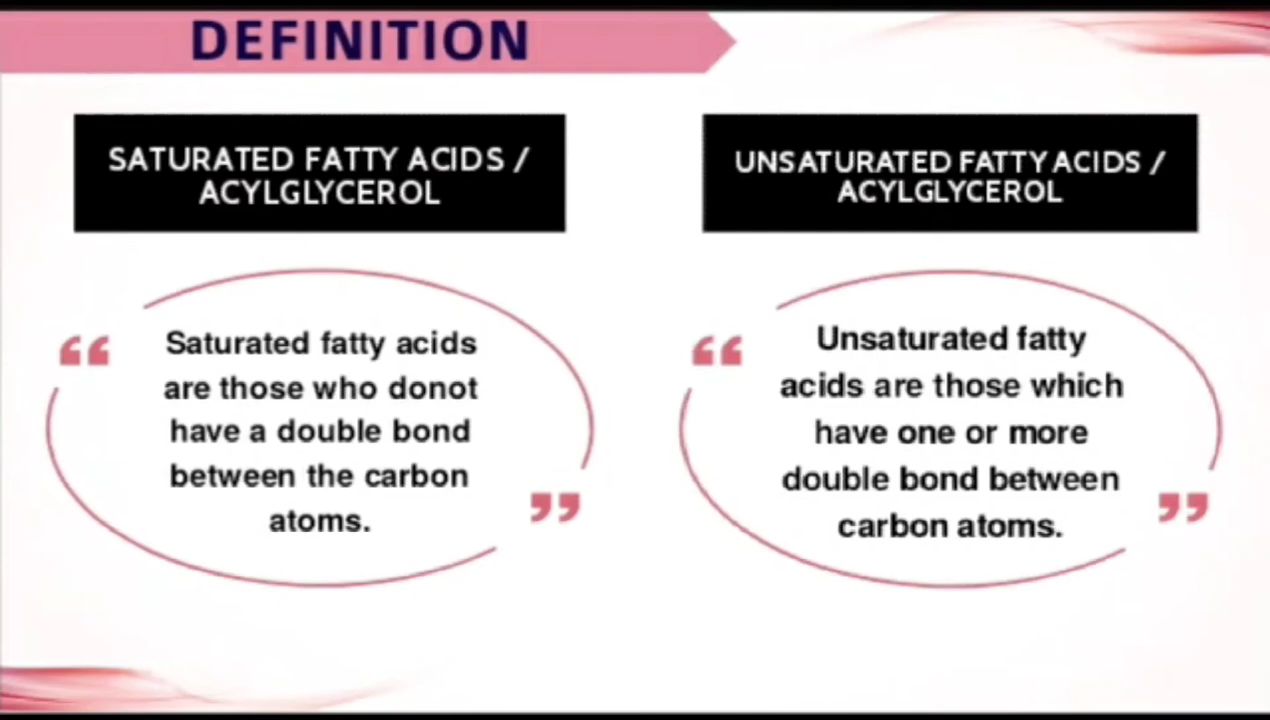 DEFINITION
SATURATED FATTY ACIDS /
ACYLGLYCEROL
“ Saturated fatty acids
are those who donot
have a double bond
between the carbon
atoms. ”
UNSATURATED FATTY ACIDS /
ACYLGLYCEROL
“ Unsaturated fatty
acids are those which
have one or more
double bond between
carbon atoms. ”